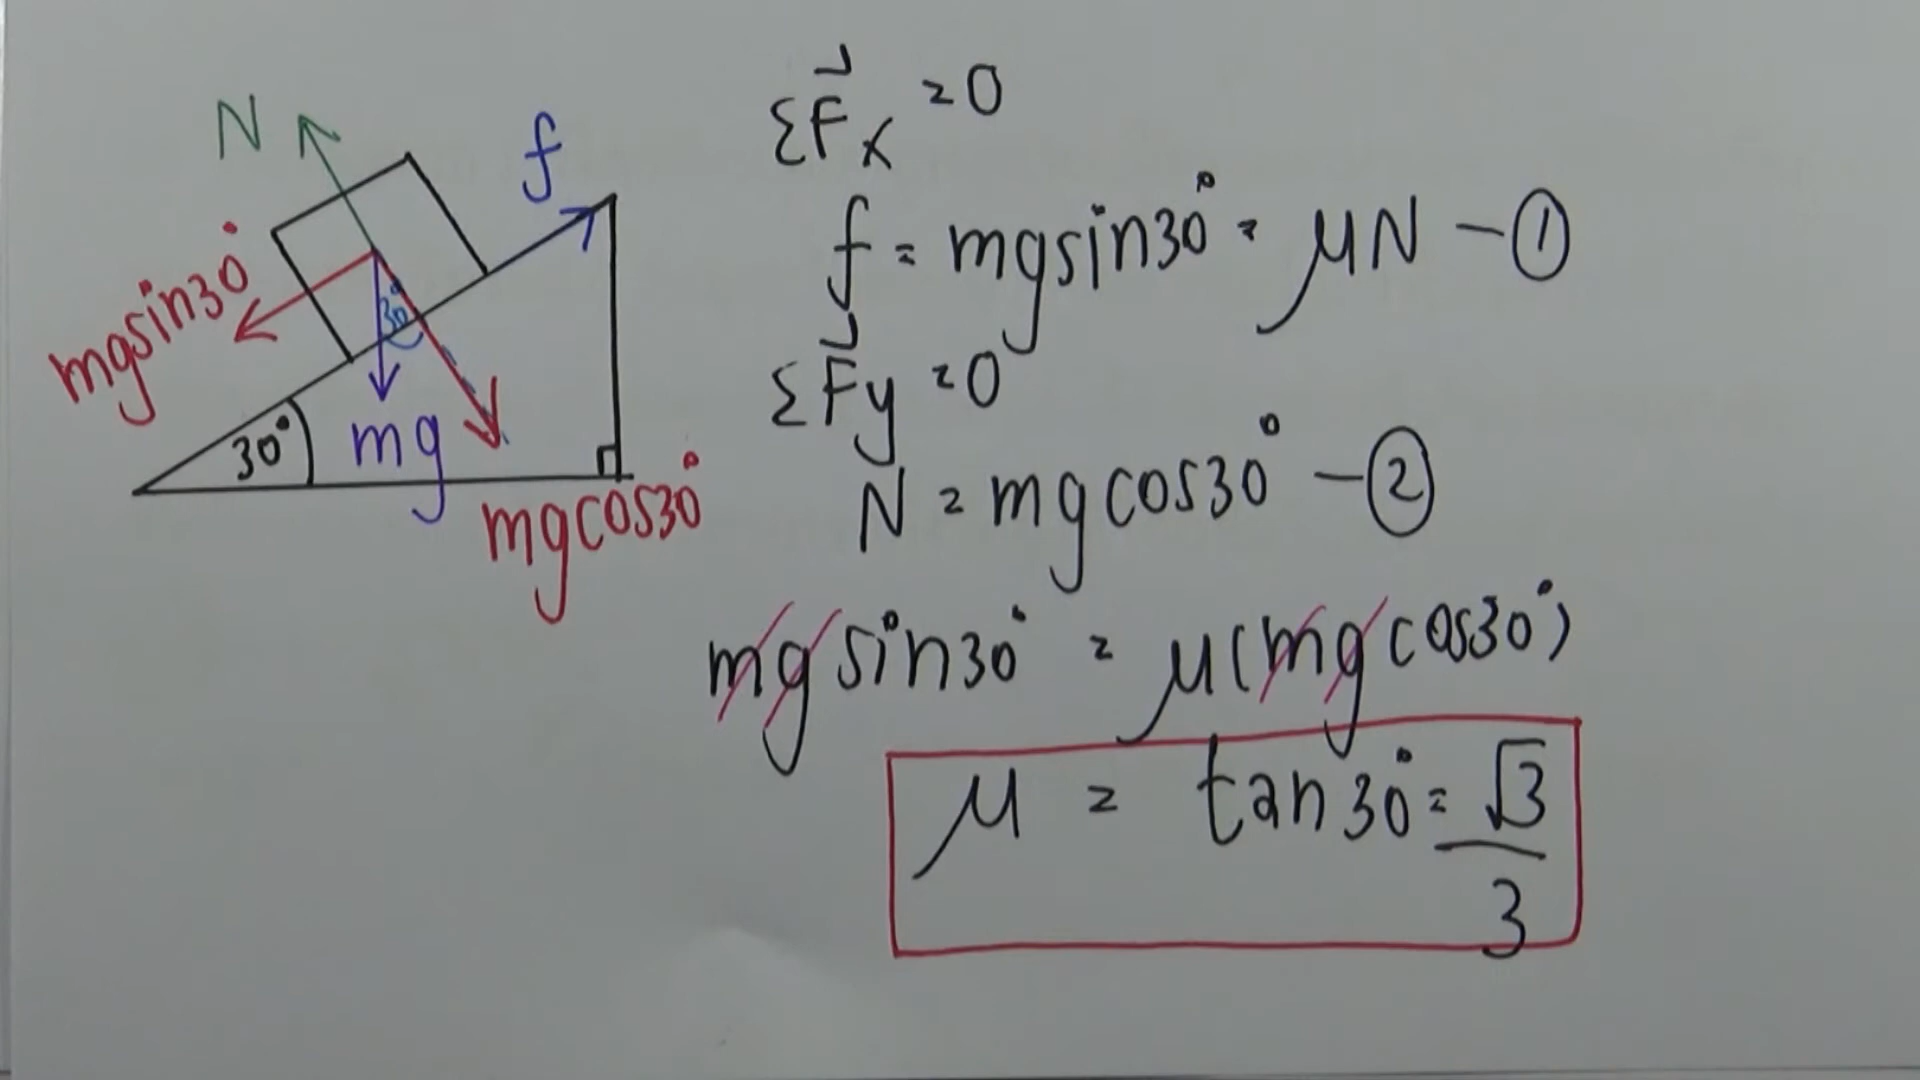 N
f
mgsin30°
30°
30°
mg
mgcos30°
ΣF⃗x = 0
f = mgsin30° = μN - ①
ΣF⃗y = 0
N = mgcos30° - ②
mgsin30° = μ(mgcos30°)
μ = tan30° = √3/3